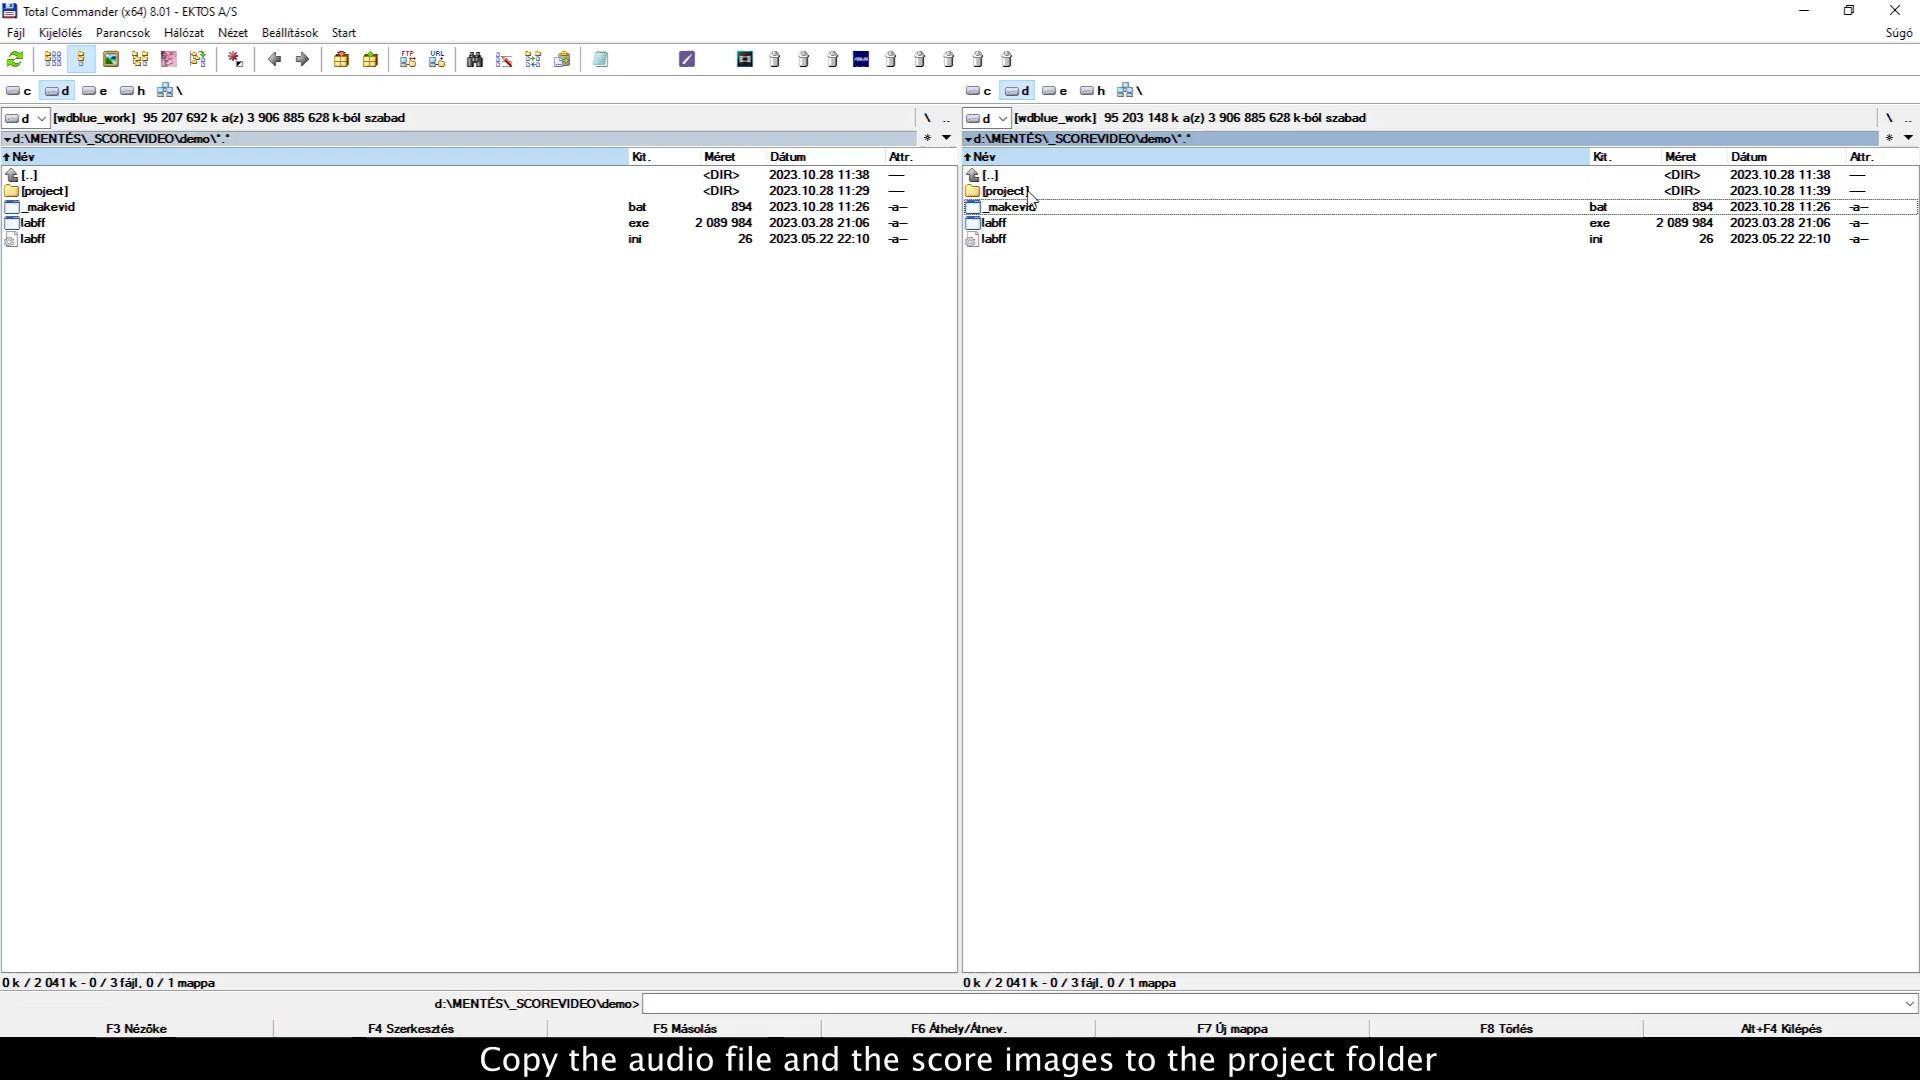 Total Commander (x64) 8.01 - EKTOS A/S
Fájl Kijelölés Parancsok Hálózat Nézet Beállítások Start Súgó
FTP URL
c d e h \
c d e h \
d [wdblue_work] 95 207 692 k a(z) 3 906 885 628 k-ból szabad \ ..
d:\MENTÉS\_SCOREVIDEO\demo\*.* *
Név Kit. Méret Dátum Attr.
[..] <DIR> 2023.10.28 11:38 ----
[project] <DIR> 2023.10.28 11:29 ----
_makevid bat 894 2023.10.28 11:26 -a--
labff exe 2 089 984 2023.03.28 21:06 -a--
labff ini 26 2023.05.22 22:10 -a--
0 k / 2 041 k - 0 / 3 fájl, 0 / 1 mappa
d [wdblue_work] 95 203 148 k a(z) 3 906 885 628 k-ból szabad \ ..
d:\MENTÉS\_SCOREVIDEO\demo\*.* *
Név Kit. Méret Dátum Attr.
[..] <DIR> 2023.10.28 11:38 ----
[project] <DIR> 2023.10.28 11:39 ----
_makevid bat 894 2023.10.28 11:26 -a--
labff exe 2 089 984 2023.03.28 21:06 -a--
labff ini 26 2023.05.22 22:10 -a--
0 k / 2 041 k - 0 / 3 fájl, 0 / 1 mappa
d:\MENTÉS\_SCOREVIDEO\demo>
F3 Nézőke F4 Szerkesztés F5 Másolás F6 Áthely/Átnev. F7 Új mappa F8 Törlés Alt+F4 Kilépés
Copy the audio file and the score images to the project folder